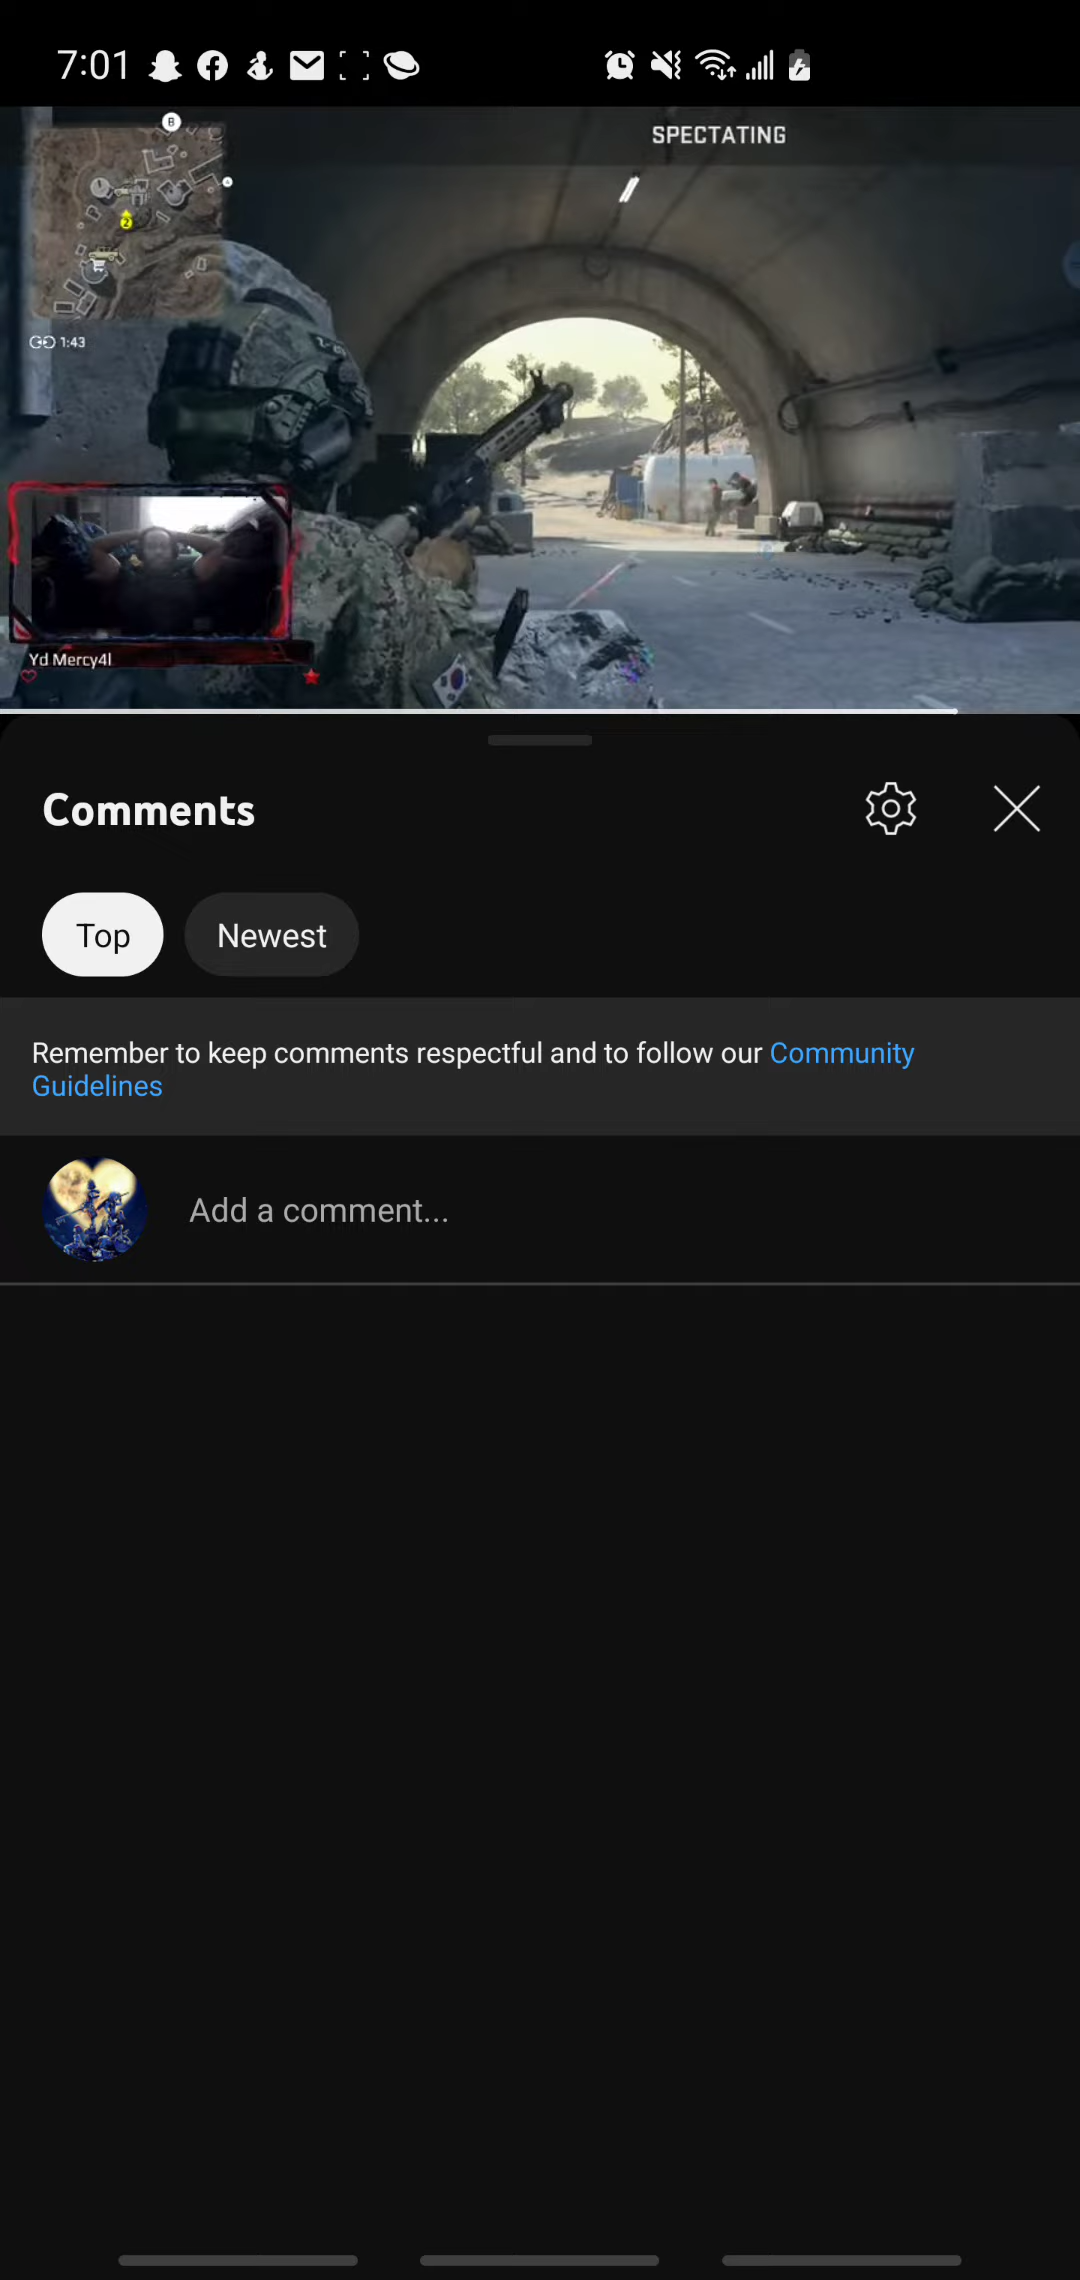 7:01
B
SPECTATING
2
1:43
Yd Mercy4l
Comments
Top
Newest
Remember to keep comments respectful and to follow our Community
Guidelines
Add a comment...